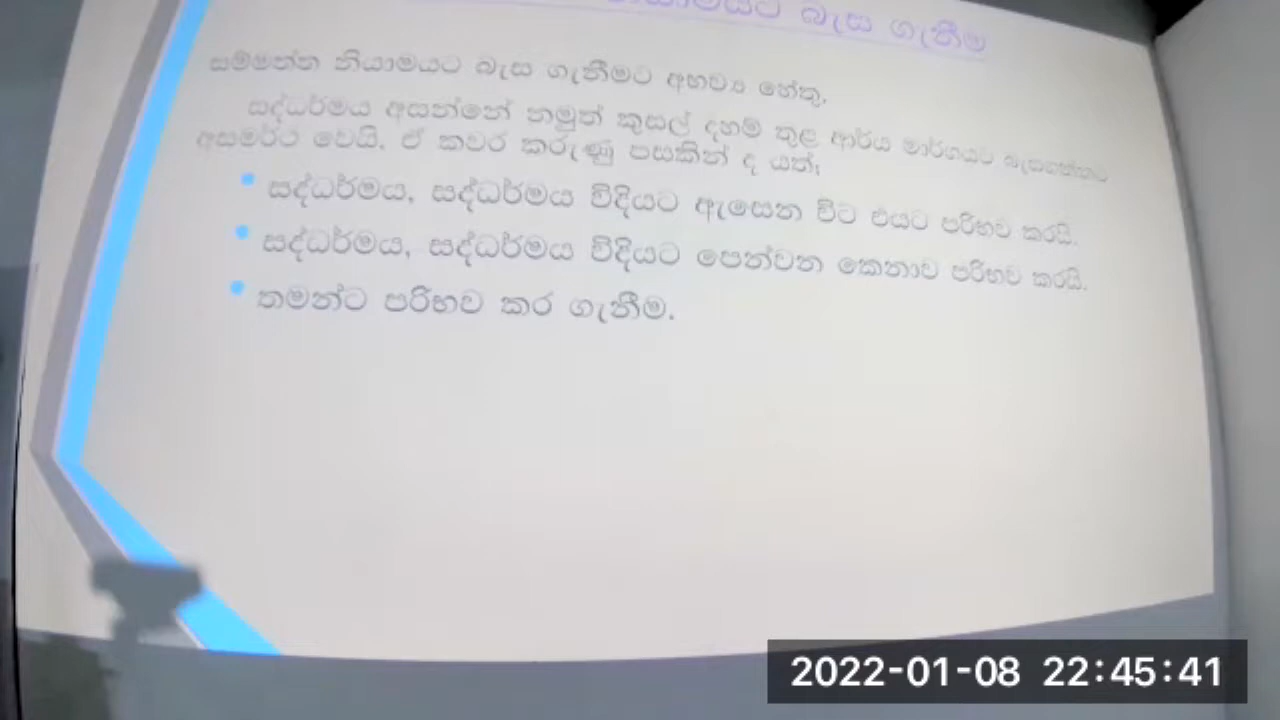 බැස ගැනීම
සම්මත්ත නියාමයට බැස ගැනීමට අභව්‍ය හේතු.
සද්ධර්මය අසන්නේ නමුත් කුසල් දහම් තුළ ආර්ය මාර්ගයට බැසගන්නට
අසමර්ථ වෙයි. ඒ කවර කරුණු පසකින් ද යත්;
සද්ධර්මය, සද්ධර්මය විදියට ඇසෙන විට එයට පරිභව කරයි.
සද්ධර්මය, සද්ධර්මය විදියට පෙන්වන කෙනාව පරිභව කරයි.
තමන්ට පරිභව කර ගැනීම.
2022-01-08 22:45:41